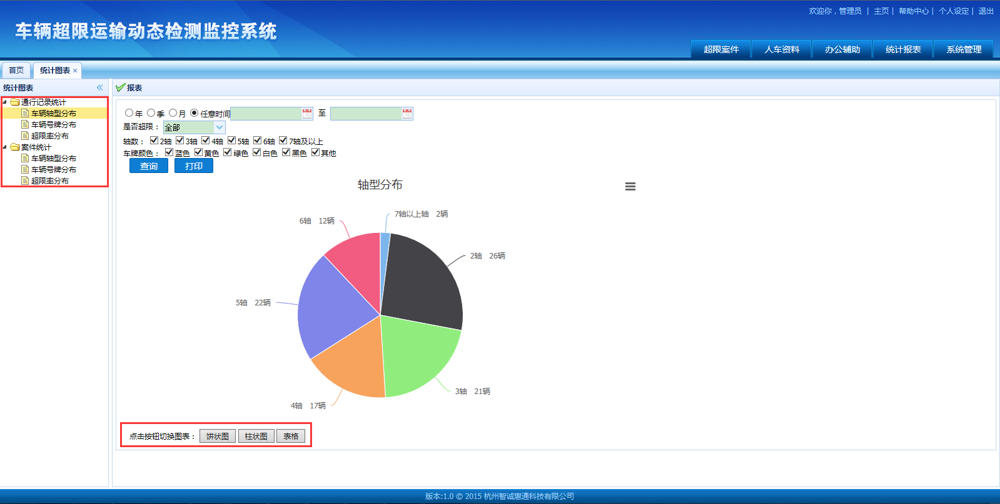 欢迎你，管理员 | 主页 | 帮助中心 | 个人设定 | 退出
车辆超限运输动态检测监控系统
超限案件 人车资料 办公辅助 统计报表 系统管理
首页 统计图表 ×
统计图表
报表
通行记录统计
车辆轴型分布
车辆号牌分布
超限率分布
案件统计
车辆轴型分布
车辆号牌分布
超限率分布
年 季 月 任意时间 至
是否超限： 全部
轴数： 2轴 3轴 4轴 5轴 6轴 7轴及以上
车牌颜色： 蓝色 黄色 绿色 白色 黑色 其他
查询 打印
轴型分布
7轴以上轴 2辆
6轴 12辆
2轴 26辆
5轴 22辆
3轴 21辆
4轴 17辆
点击按钮切换图表： 饼状图 柱状图 表格
版本:1.0 © 2015 杭州智诚惠通科技有限公司